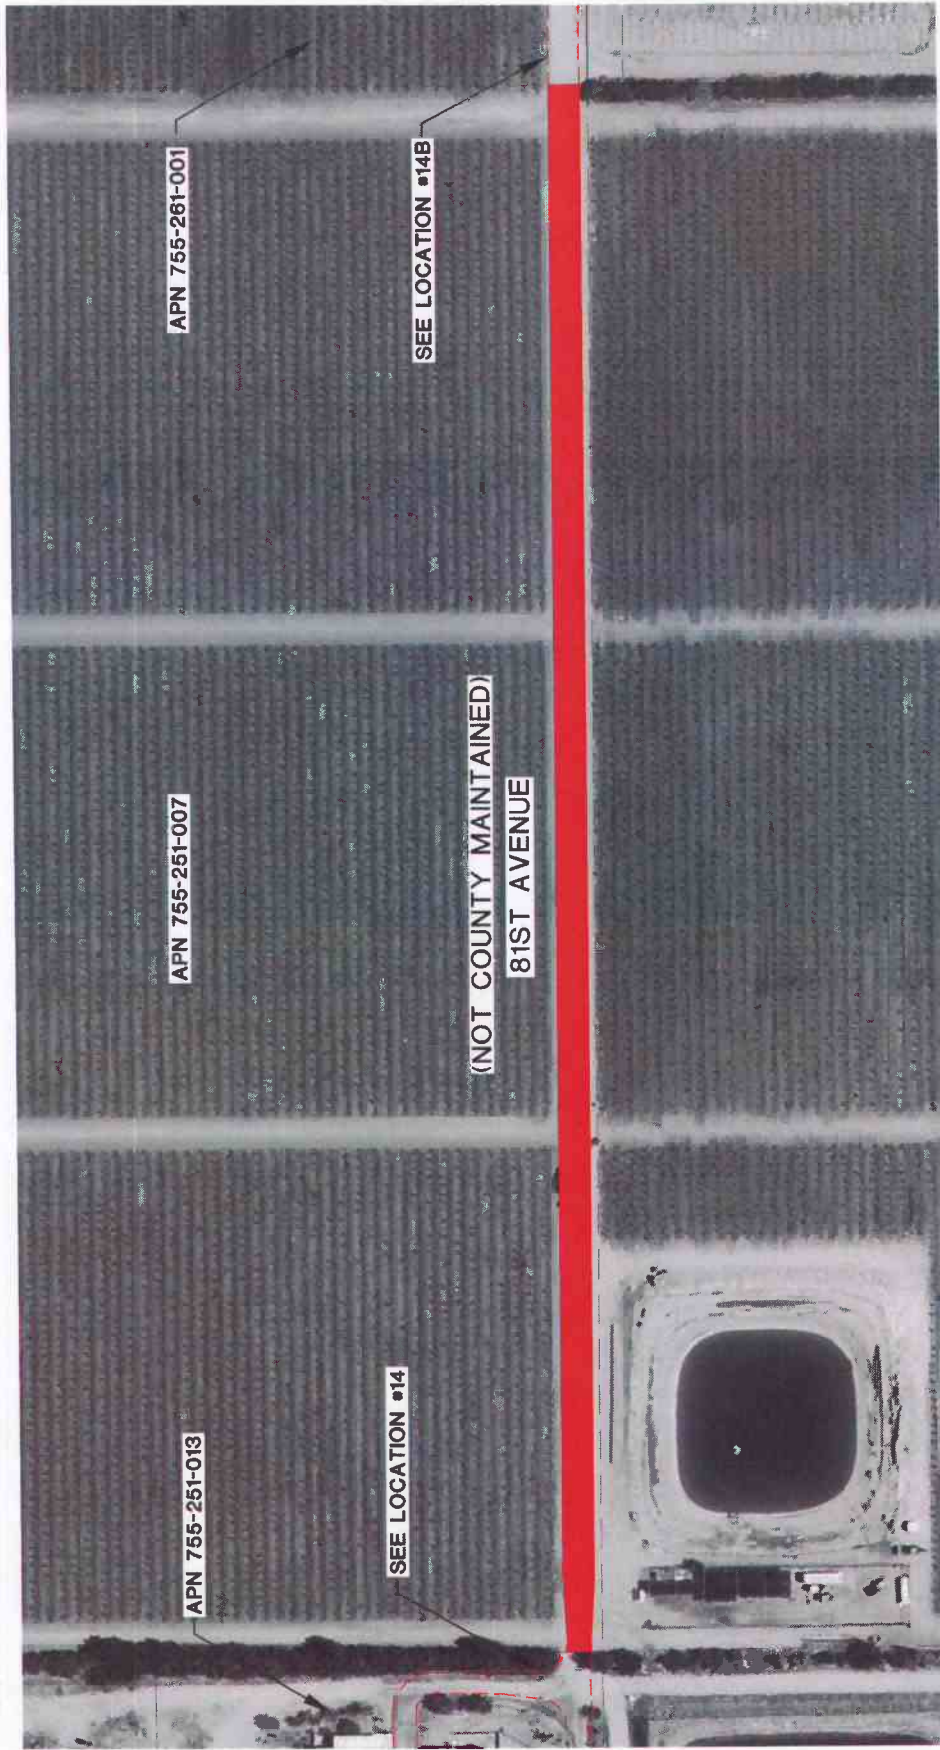 APN 755-251-013
SEE LOCATION #14
APN 755-251-007
(NOT COUNTY MAINTAINED)
81ST AVENUE
APN 755-261-001
SEE LOCATION #14B